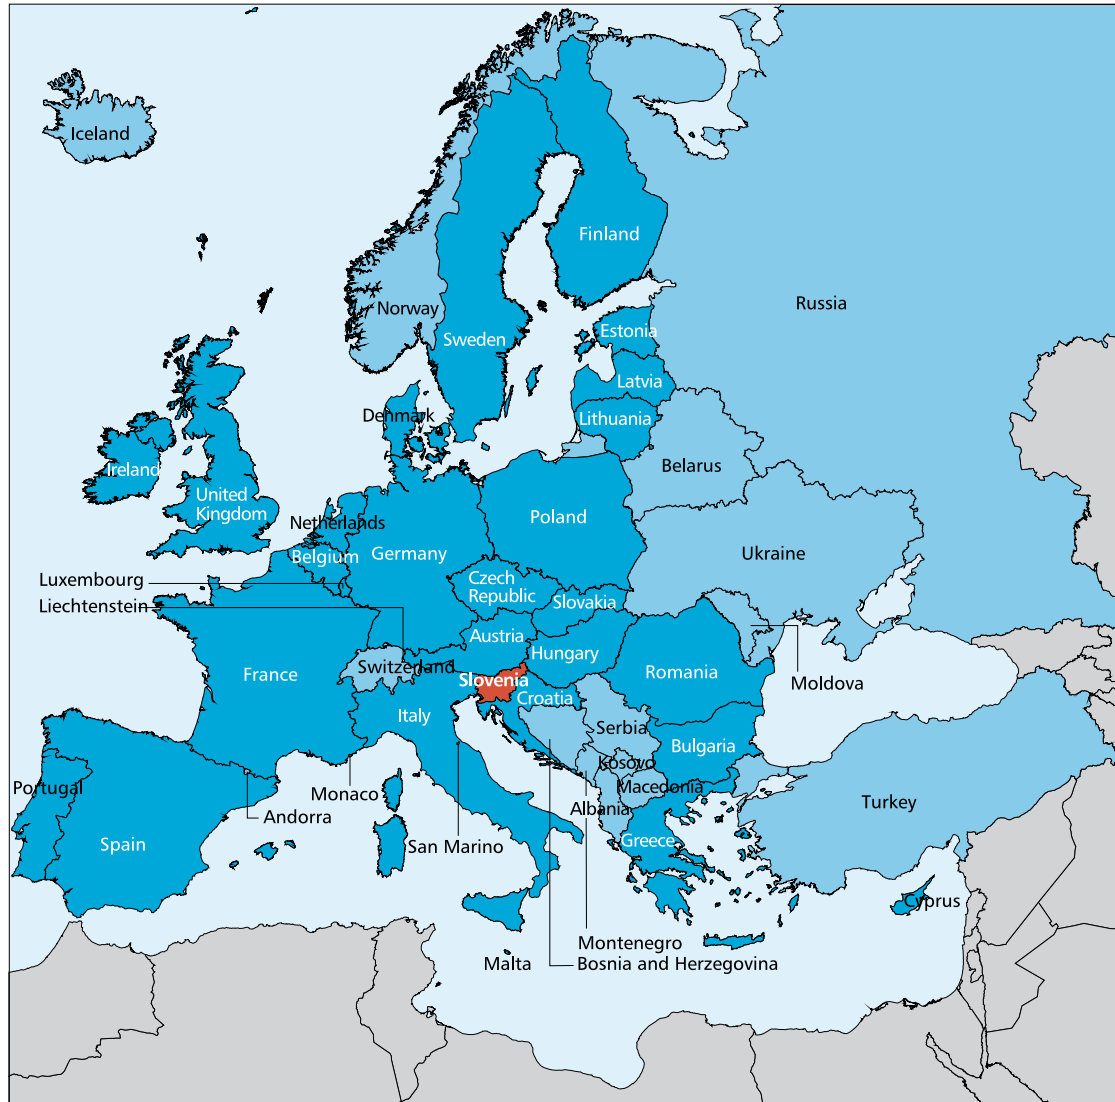 Iceland
Finland
Russia
Norway
Sweden
Estonia
Latvia
Denmark
Lithuania
Belarus
Ireland
United
Kingdom
Netherlands
Poland
Belgium
Germany
Ukraine
Luxembourg
Czech
Republic
Liechtenstein
Slovakia
Austria
Hungary
Switzerland
France
Slovenia
Romania
Moldova
Croatia
Italy
Serbia
Bulgaria
Kosovo
Portugal
Monaco
Macedonia
Andorra
Albania
Turkey
Spain
San Marino
Greece
Cyprus
Montenegro
Malta
Bosnia and Herzegovina